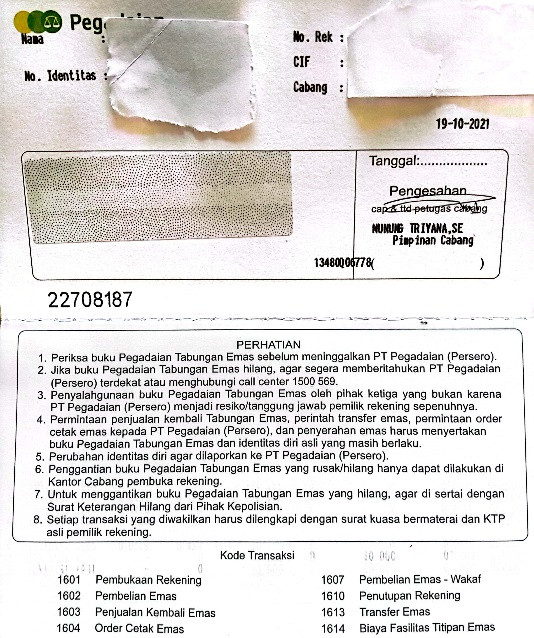 Pegadaian
Nama :
No. Identitas :
No. Rek :
CIF :
Cabang :
19-10-2021
Tanggal:..................
Pengesahan
cap & ttd petugas cabang
NUNUNG TRIYANA,SE
Pimpinan Cabang
( )
22708187
PERHATIAN
1. Periksa buku Pegadaian Tabungan Emas sebelum meninggalkan PT Pegadaian (Persero).
2. Jika buku Pegadaian Tabungan Emas hilang, agar segera memberitahukan PT Pegadaian
(Persero) terdekat atau menghubungi call center 1500 569.
3. Penyalahgunaan buku Pegadaian Tabungan Emas oleh pihak ketiga yang bukan karena
PT Pegadaian (Persero) menjadi resiko/tanggung jawab pemilik rekening sepenuhnya.
4. Permintaan penjualan kembali Tabungan Emas, perintah transfer emas, permintaan order
cetak emas kepada PT Pegadaian (Persero), dan penyerahan emas harus menyertakan
buku Pegadaian Tabungan Emas dan identitas diri asli yang masih berlaku.
5. Perubahan identitas diri agar dilaporkan ke PT Pegadaian (Persero).
6. Penggantian buku Pegadaian Tabungan Emas yang rusak/hilang hanya dapat dilakukan di
Kantor Cabang pembuka rekening.
7. Untuk menggantikan buku Pegadaian Tabungan Emas yang hilang, agar di sertai dengan
Surat Keterangan Hilang dari Pihak Kepolisian.
8. Setiap transaksi yang diwakilkan harus dilengkapi dengan surat kuasa bermaterai dan KTP
asli pemilik rekening.
Kode Transaksi
1601 Pembukaan Rekening
1602 Pembelian Emas
1603 Penjualan Kembali Emas
1604 Order Cetak Emas
1607 Pembelian Emas - Wakaf
1610 Penutupan Rekening
1613 Transfer Emas
1614 Biaya Fasilitas Titipan Emas